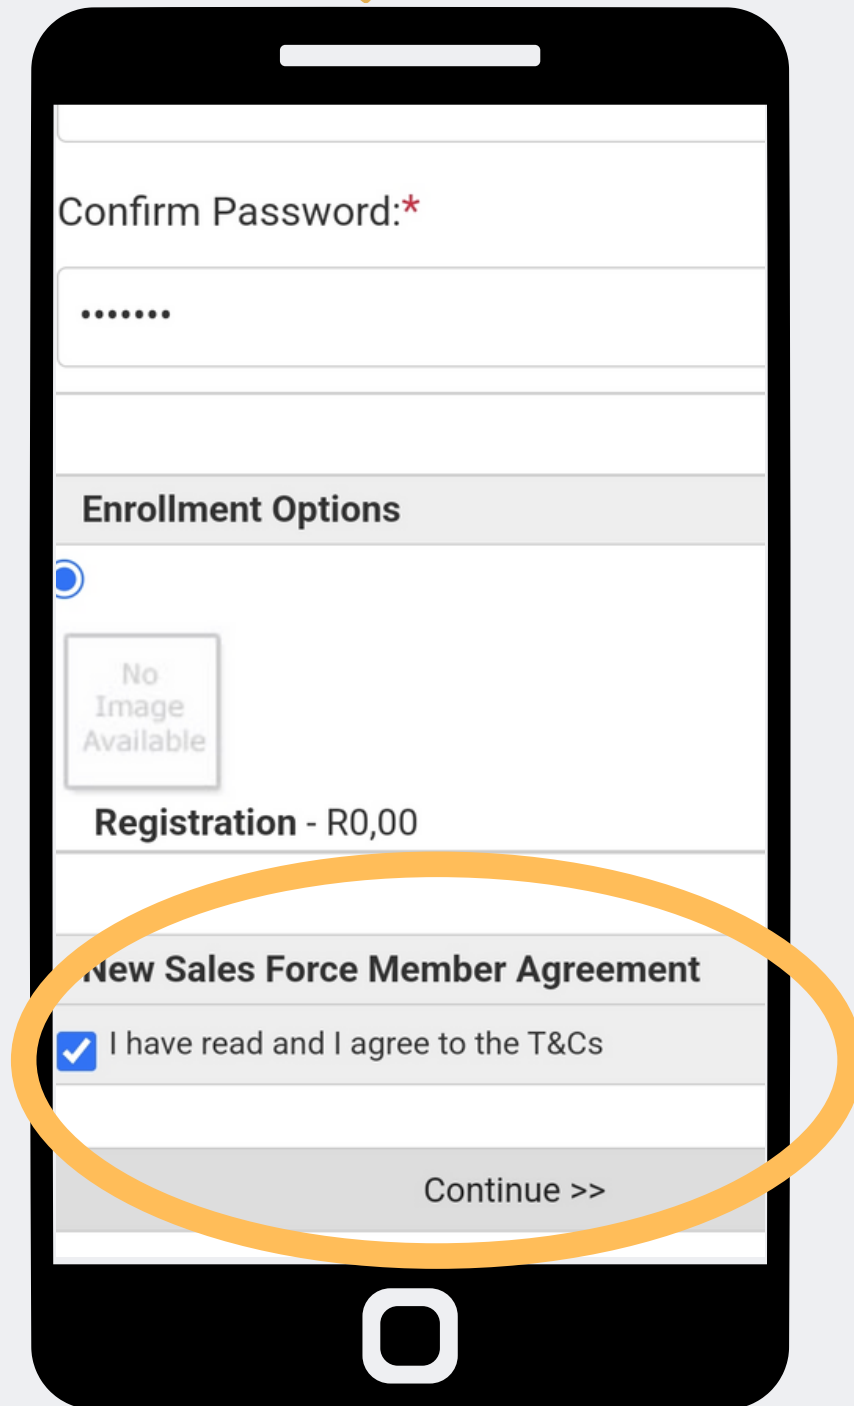 Confirm Password:*
•••••••
Enrollment Options
No
Image
Available
Registration - R0,00
New Sales Force Member Agreement
I have read and I agree to the T&Cs
Continue >>